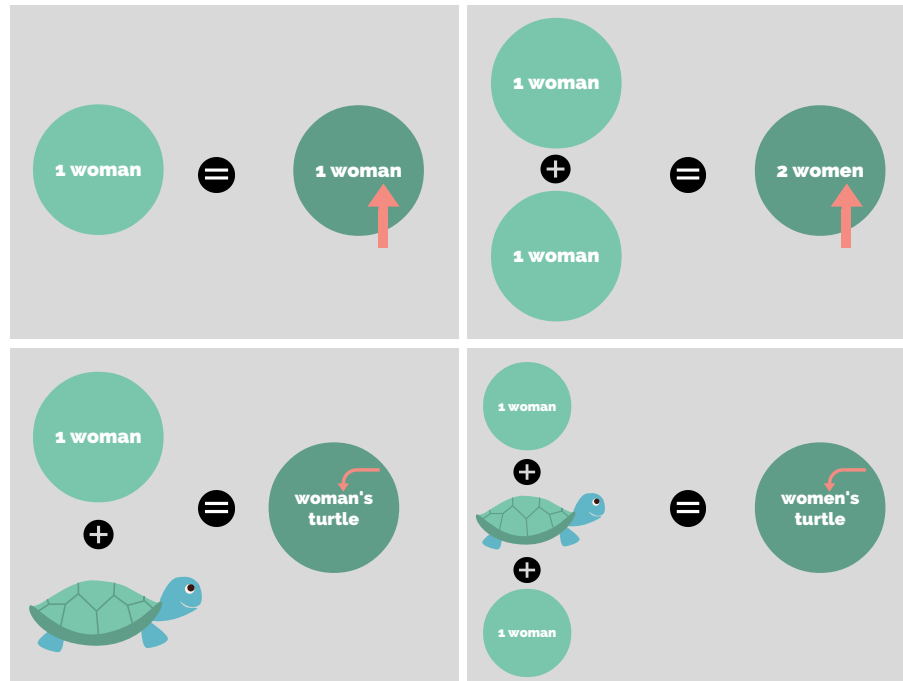 1 woman
=
1 woman
1 woman
+
1 woman
=
2 women
1 woman
+
=
woman's
turtle
1 woman
+
+
1 woman
=
women's
turtle